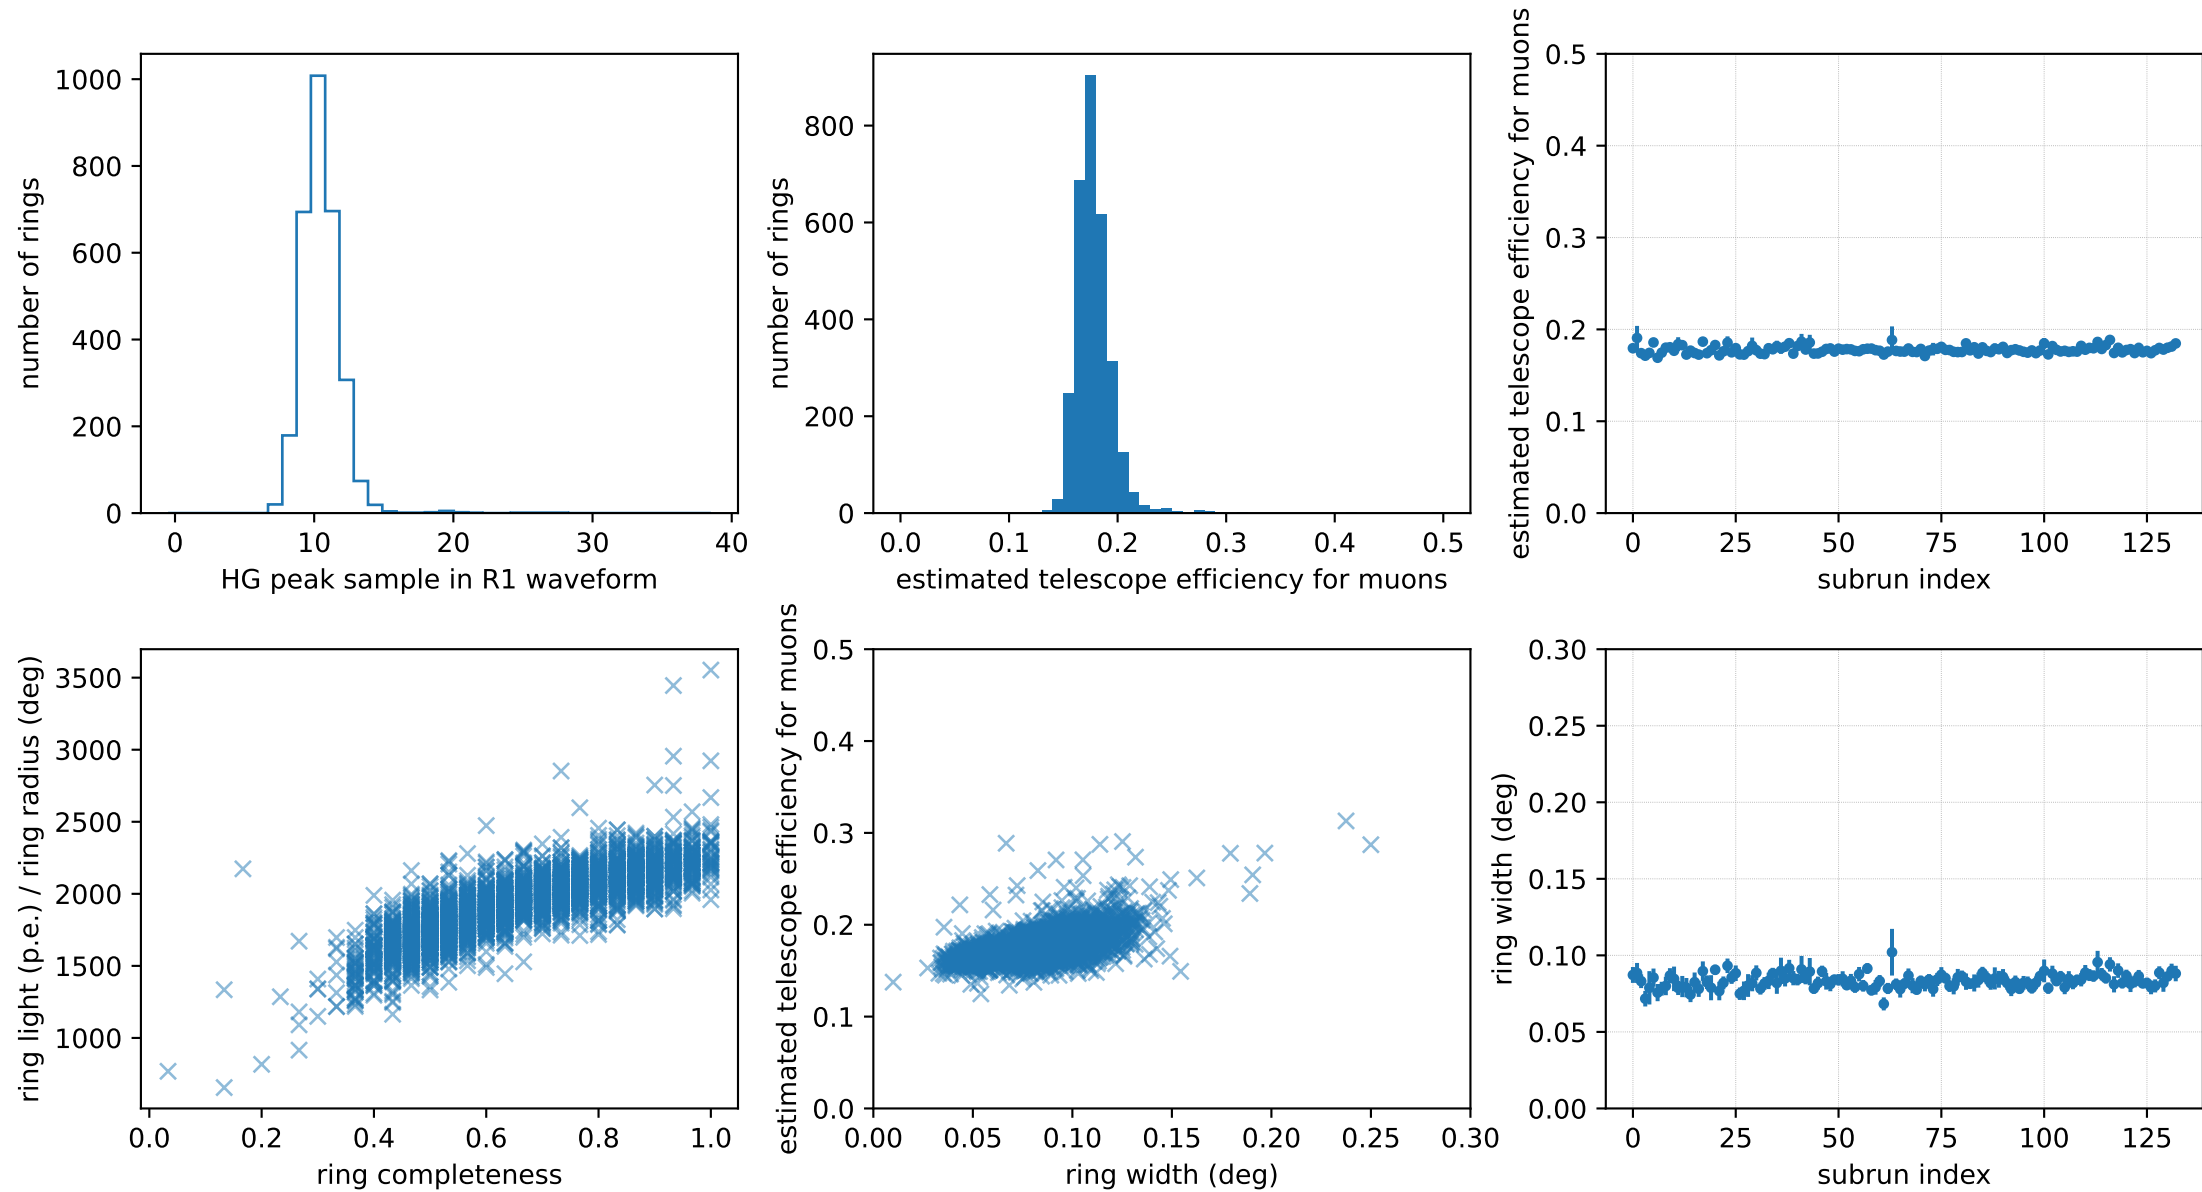 number of rings
1000
800
600
400
200
0
0 10 20 30 40
HG peak sample in R1 waveform
number of rings
800
600
400
200
0
0.0 0.1 0.2 0.3 0.4 0.5
estimated telescope efficiency for muons
estimated telescope efficiency for muons
0.5
0.4
0.3
0.2
0.1
0.0
0 25 50 75 100 125
subrun index
ring light (p.e.) / ring radius (deg)
3500
3000
2500
2000
1500
1000
0.0 0.2 0.4 0.6 0.8 1.0
ring completeness
estimated telescope efficiency for muons
0.5
0.4
0.3
0.2
0.1
0.0
0.00 0.05 0.10 0.15 0.20 0.25 0.30
ring width (deg)
ring width (deg)
0.30
0.25
0.20
0.15
0.10
0.05
0.00
0 25 50 75 100 125
subrun index